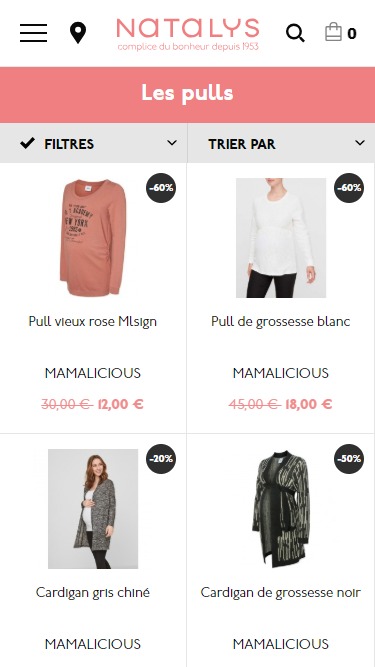 NATALYS
complice du bonheur depuis 1953
0
Les pulls
FILTRES
TRIER PAR
-60%
-60%
NEW YORK
Pull vieux rose Mlsign
Pull de grossesse blanc
MAMALICIOUS
MAMALICIOUS
30,00 € 12,00 €
45,00 € 18,00 €
-20%
-50%
Cardigan gris chiné
Cardigan de grossesse noir
MAMALICIOUS
MAMALICIOUS